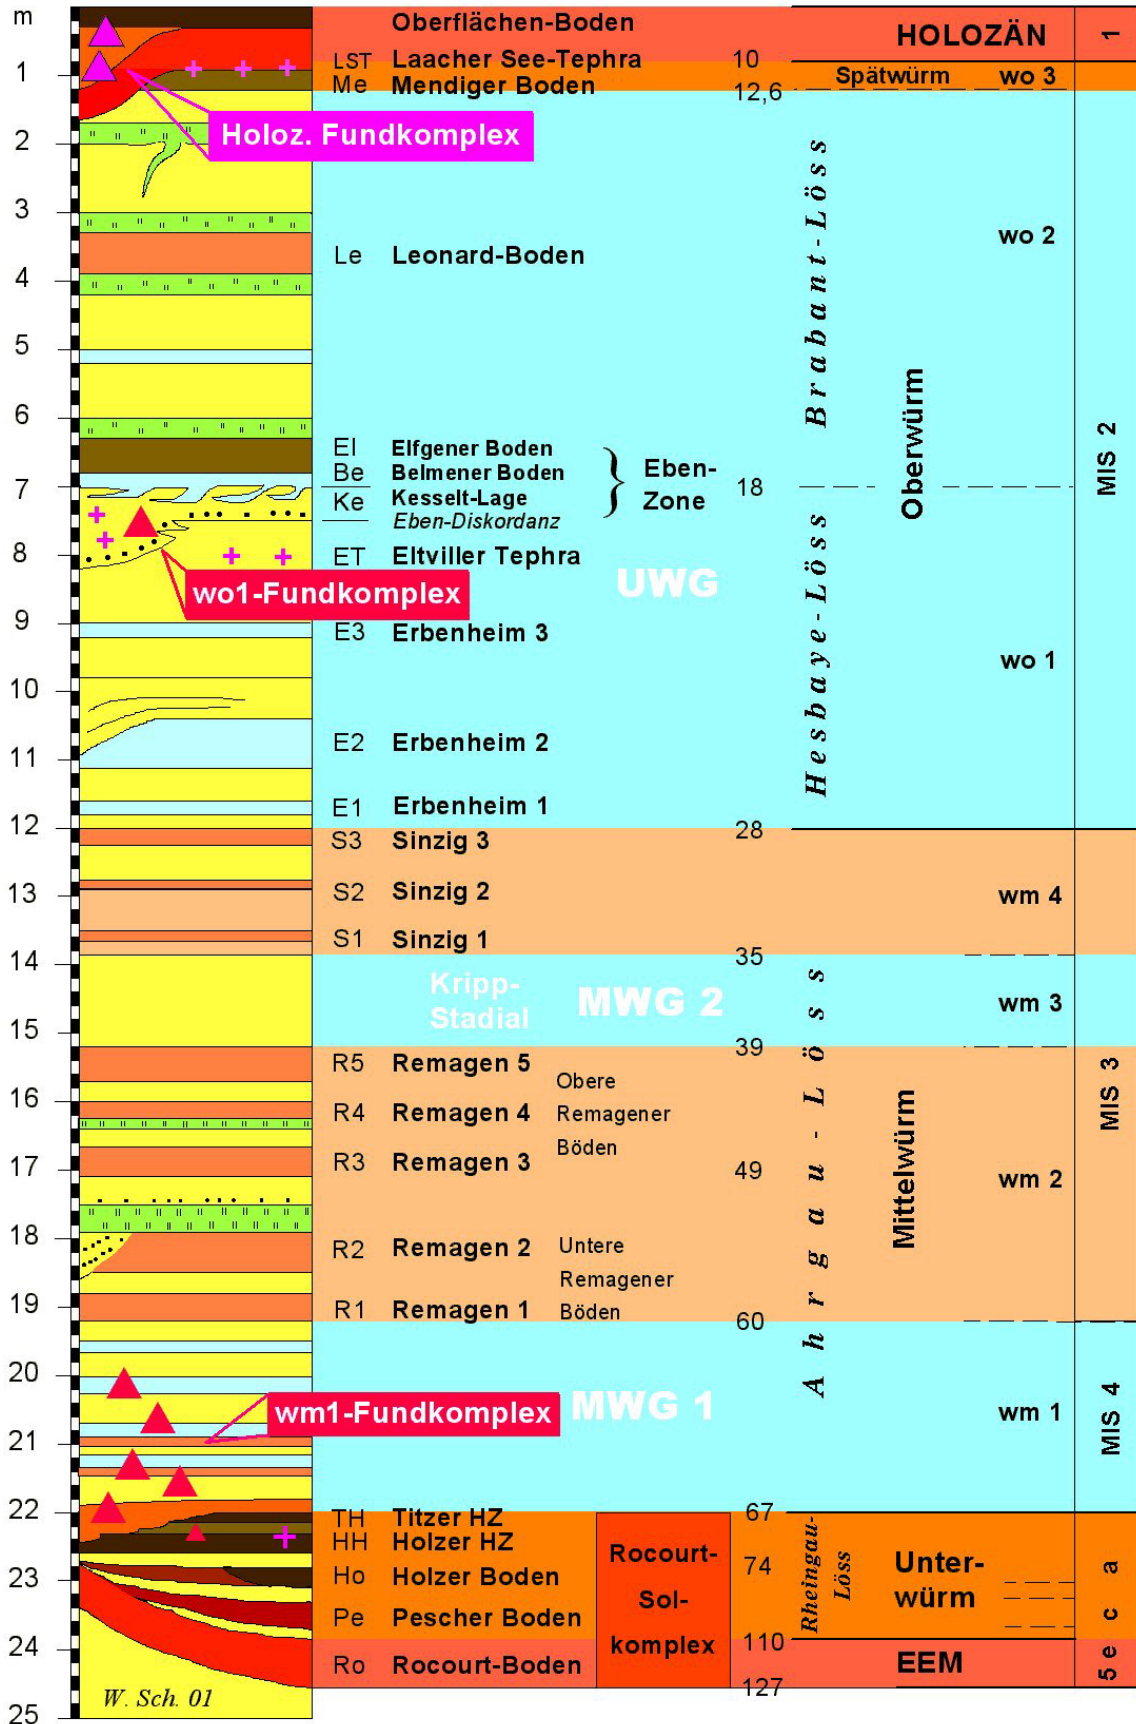 m
Oberflächen-Boden
HOLOZÄN
1
LST Laacher See-Tephra
10
1
Spätwürm
wo 3
Me Mendiger Boden
12,6
Holoz. Fundkomplex
2
3
Brabant-Löss
wo 2
Le Leonard-Boden
4
5
6
El Elfgener Boden
Be Belmener Boden
Eben-
Zone
Oberwürm
MIS 2
7
18
Ke Kesselt-Lage
Eben-Diskordanz
8
ET Eltviller Tephra
UWG
wo1-Fundkomplex
9
E3 Erbenheim 3
Hesbaye-Löss
wo 1
10
E2 Erbenheim 2
11
E1 Erbenheim 1
12
28
S3 Sinzig 3
13
S2 Sinzig 2
wm 4
S1 Sinzig 1
14
35
Kripp-
Stadial
MWG 2
wm 3
15
39
R5 Remagen 5
Obere
Remagener
Böden
16
R4 Remagen 4
MIS 3
17
R3 Remagen 3
49
wm 2
Mittelwürm
Ahrgau-Löss
18
R2 Remagen 2
Untere
Remagener
Böden
19
R1 Remagen 1
60
20
wm1-Fundkomplex
MWG 1
wm 1
MIS 4
21
22
67
TH Titzer HZ
HH Holzer HZ
Rocourt-
Sol-
komplex
74
Rheingau-
Löss
Unter-
würm
a
23
Ho Holzer Boden
Pe Pescher Boden
c
24
110
Ro Rocourt-Boden
EEM
5 e
127
W. Sch. 01
25